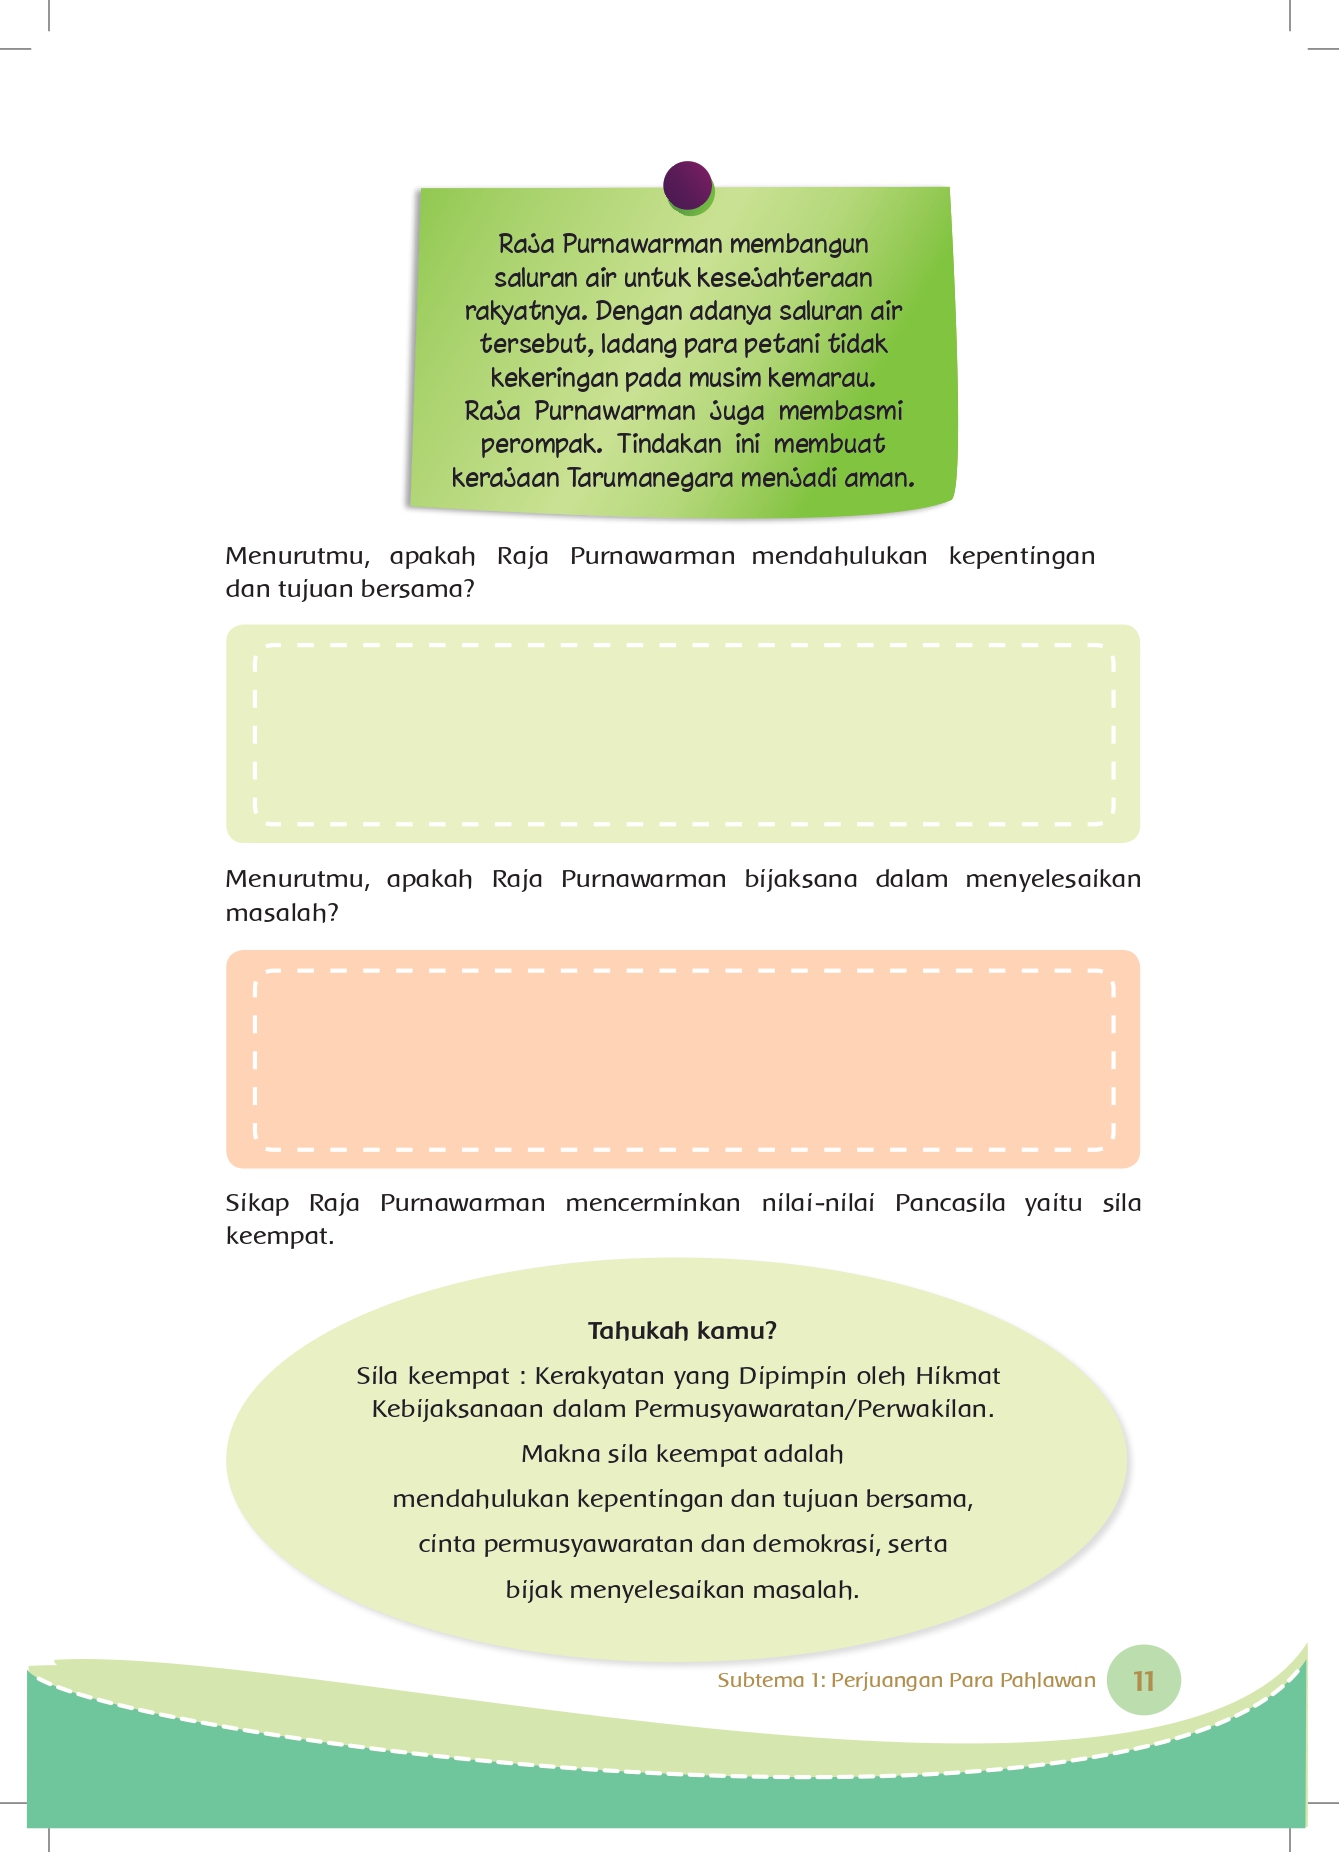 Raja Purnawarman membangun
saluran air untuk kesejahteraan
rakyatnya. Dengan adanya saluran air
tersebut, ladang para petani tidak
kekeringan pada musim kemarau.
Raja Purnawarman juga membasmi
perompak. Tindakan ini membuat
kerajaan Tarumanegara menjadi aman.
Menurutmu, apakah Raja Purnawarman mendahulukan kepentingan
dan tujuan bersama?
Menurutmu, apakah Raja Purnawarman bijaksana dalam menyelesaikan
masalah?
Sikap Raja Purnawarman mencerminkan nilai-nilai Pancasila yaitu sila
keempat.
Tahukah kamu?
Sila keempat : Kerakyatan yang Dipimpin oleh Hikmat
Kebijaksanaan dalam Permusyawaratan/Perwakilan.
Makna sila keempat adalah
mendahulukan kepentingan dan tujuan bersama,
cinta permusyawaratan dan demokrasi, serta
bijak menyelesaikan masalah.
Subtema 1: Perjuangan Para Pahlawan 11